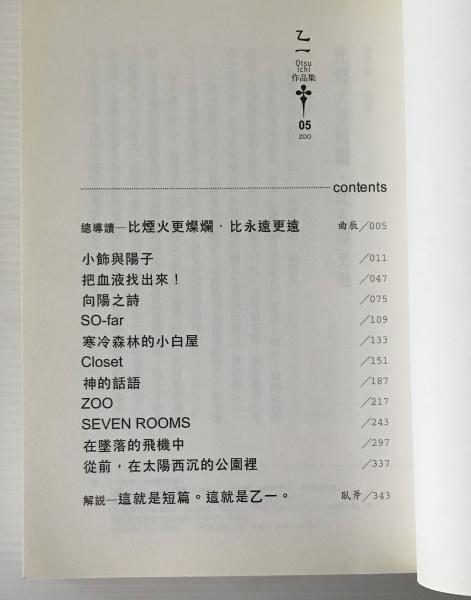 乙
一
Otsu
Ichi
作品集
05
ZOO
contents
總導讀—比煙火更燦爛・比永遠更遠 曲辰／005
小飾與陽子 ／011
把血液找出來！ ／047
向陽之詩 ／075
SO-far ／109
寒冷森林的小白屋 ／133
Closet ／151
神的話語 ／187
ZOO ／217
SEVEN ROOMS ／243
在墜落的飛機中 ／297
從前，在太陽西沉的公園裡 ／337
解説—這就是短篇。這就是乙一。 臥斧／343